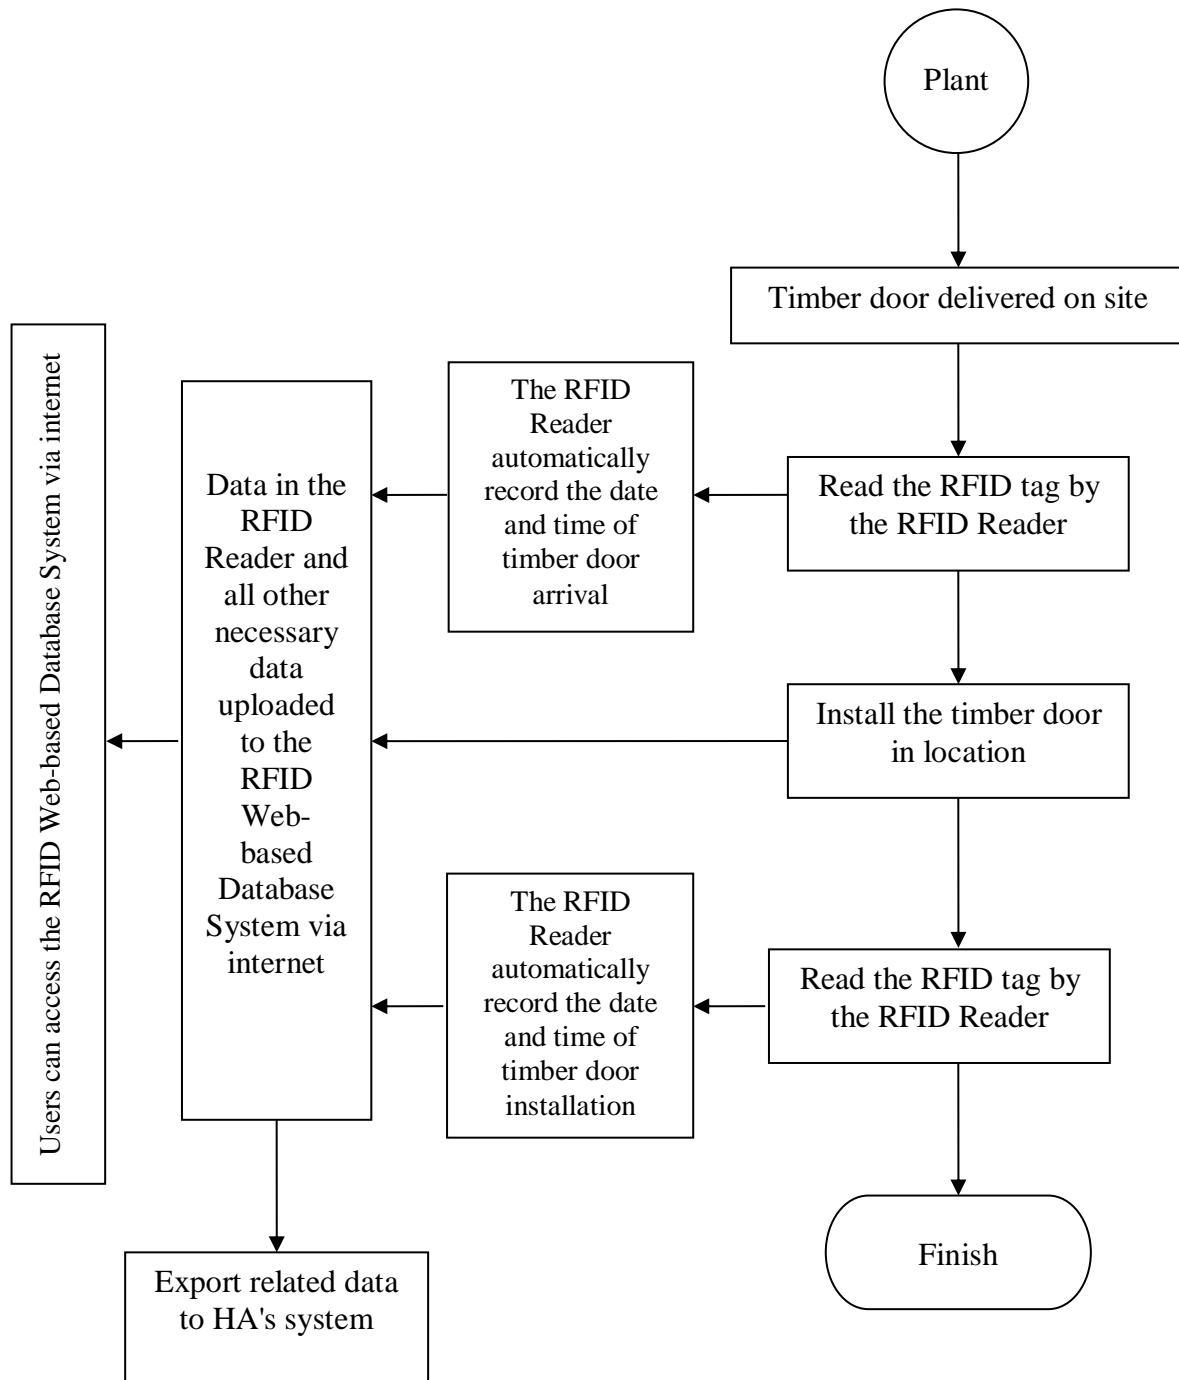 Plant
Timber door delivered on site
Read the RFID tag by
the RFID Reader
The RFID
Reader
automatically
record the date
and time of
timber door
arrival
Install the timber door
in location
Read the RFID tag by
the RFID Reader
The RFID
Reader
automatically
record the date
and time of
timber door
installation
Finish
Data in the
RFID
Reader and
all other
necessary
data
uploaded
to the
RFID
Web-
based
Database
System via
internet
Users can access the RFID Web-based Database System via internet
Export related data
to HA's system